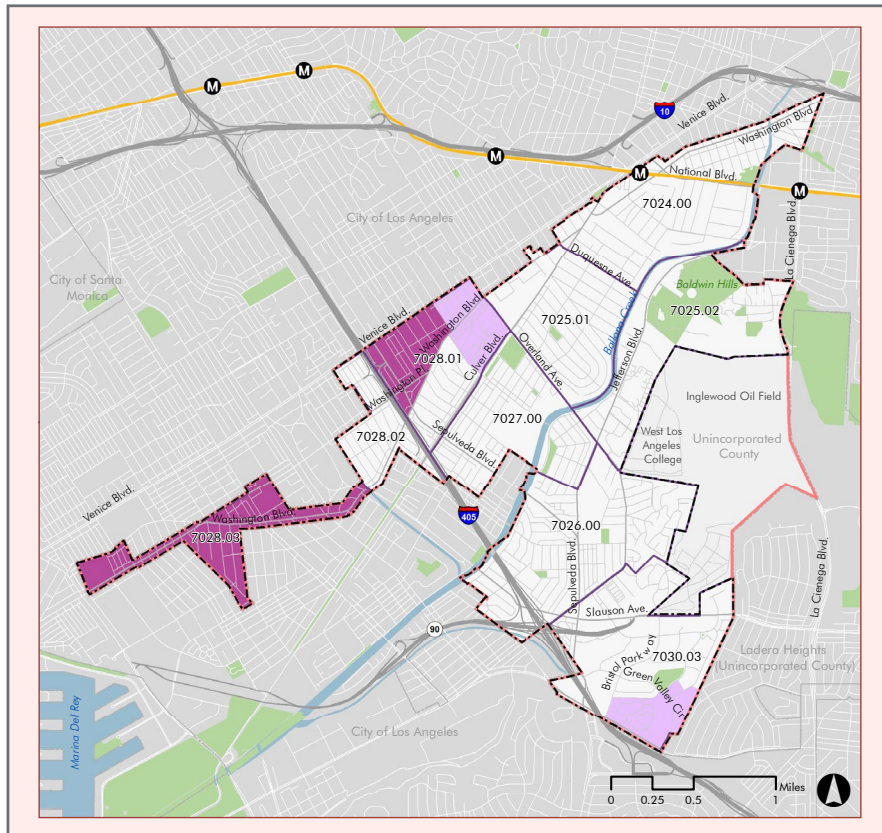 M
M
10
Venice Blvd.
Washington Blvd.
M
M
M
National Blvd.
7024.00
City of Los Angeles
La Cienega Blvd.
Duquesne Ave.
City of Santa
Monica
Baldwin Hills
7025.02
Venice Blvd.
Washington Blvd.
7025.01
Ballona Creek
Jefferson Blvd.
7028.01
Culver Blvd.
Overland Ave.
Washington Pl.
Inglewood Oil Field
7027.00
7028.02
Sepulveda Blvd.
West Los
Angeles
College
Unincorporated
County
Venice Blvd.
Washington Blvd.
405
7026.00
7028.03
Sepulveda Blvd.
La Cienega Blvd.
Slauson Ave.
90
Bristol Parkway
7030.03
Ladera Heights
(Unincorporated County)
Green Valley Cir
Marina Del Rey
City of Los Angeles
Miles
0 0.25 0.5 1